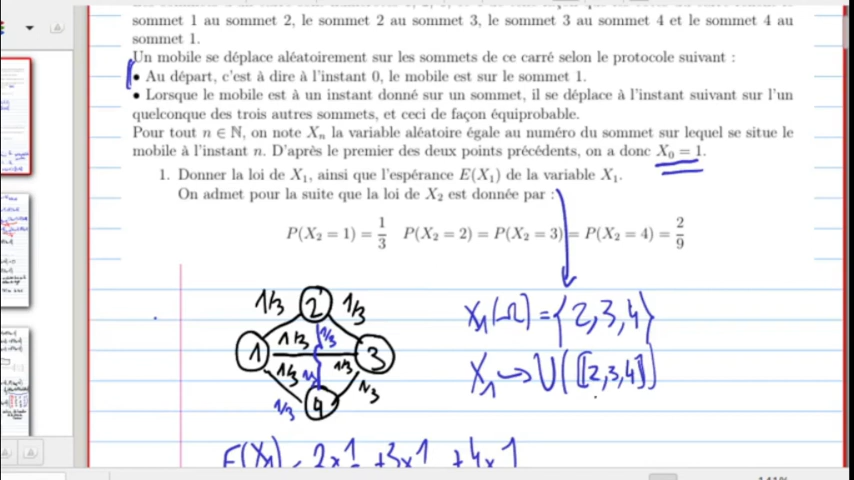 sommet 1 au sommet 2, le sommet 2 au sommet 3, le sommet 3 au sommet 4 et le sommet 4 au
sommet 1.
Un mobile se déplace aléatoirement sur les sommets de ce carré selon le protocole suivant :
• Au départ, c'est à dire à l'instant 0, le mobile est sur le sommet 1.
• Lorsque le mobile est à un instant donné sur un sommet, il se déplace à l'instant suivant sur l'un
quelconque des trois autres sommets, et ceci de façon équiprobable.
Pour tout n ∈ ℕ, on note Xₙ la variable aléatoire égale au numéro du sommet sur lequel se situe le
mobile à l'instant n. D'après le premier des deux points précédents, on a donc X₀ = 1.
1. Donner la loi de X₁, ainsi que l'espérance E(X₁) de la variable X₁.
On admet pour la suite que la loi de X₂ est donnée par :
P(X₂ = 1) = 1/3 P(X₂ = 2) = P(X₂ = 3) = P(X₂ = 4) = 2/9
1/3 2 1/3
X₁(Ω) = {2,3,4}
1/3 1/3
1 3
1/3 1/3
X₁ ↪ U([[2,3,4]])
1/3 4 1/3
E(X₁) = 2×1 + 3×1 + 4×1